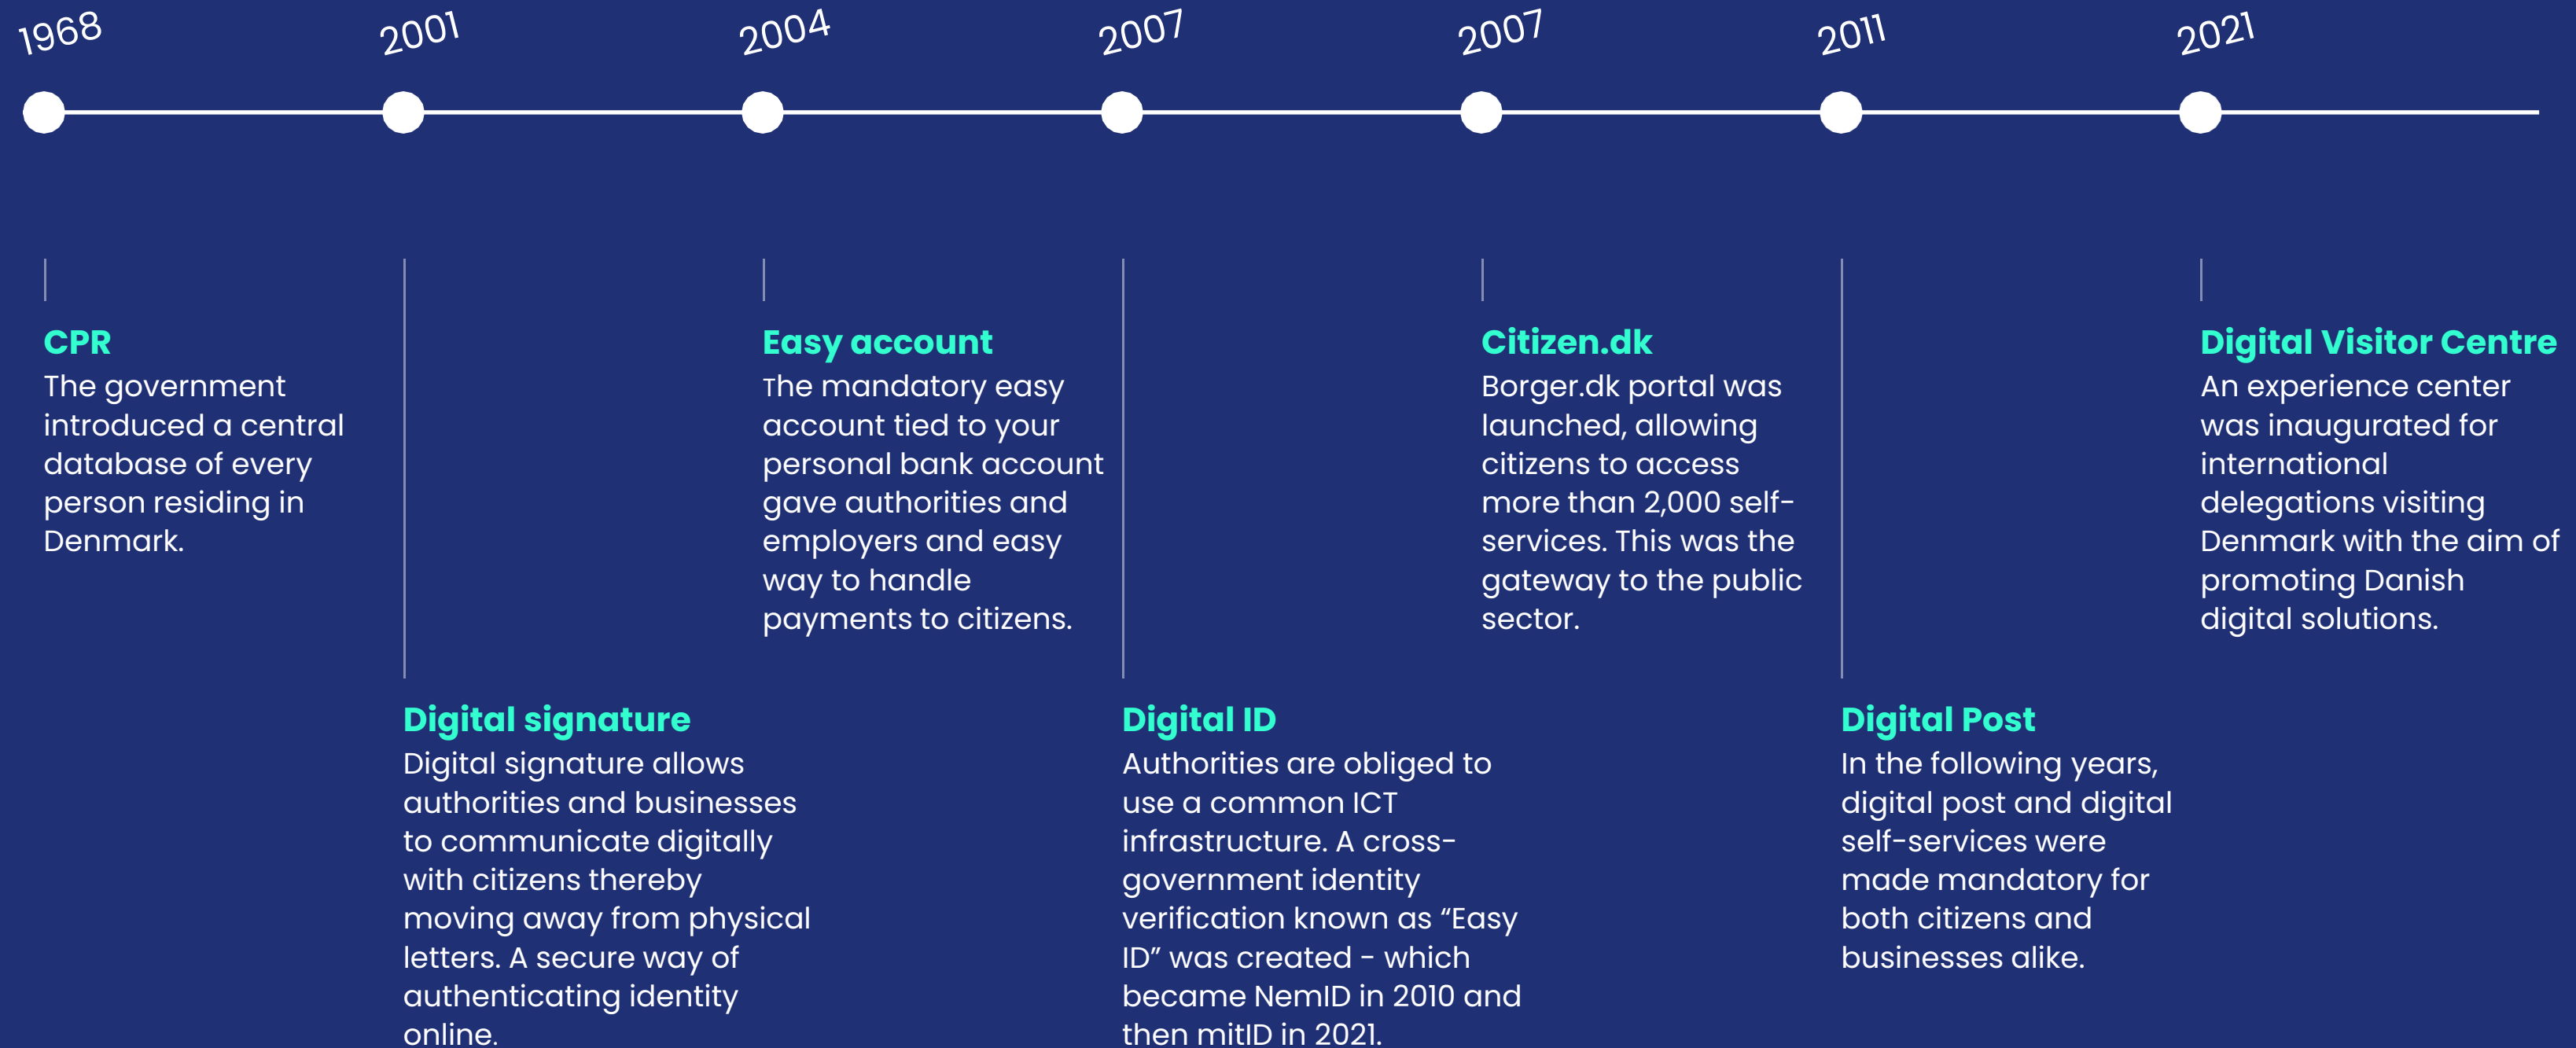 1968
2001
2004
2007
2007
2011
2021
CPR
The government
introduced a central
database of every
person residing in
Denmark.
Digital signature
Digital signature allows
authorities and businesses
to communicate digitally
with citizens thereby
moving away from physical
letters. A secure way of
authenticating identity
online.
Easy account
The mandatory easy
account tied to your
personal bank account
gave authorities and
employers and easy
way to handle
payments to citizens.
Digital ID
Authorities are obliged to
use a common ICT
infrastructure. A cross-
government identity
verification known as “Easy
ID” was created - which
became NemID in 2010 and
then mitID in 2021.
Citizen.dk
Borger.dk portal was
launched, allowing
citizens to access
more than 2,000 self-
services. This was the
gateway to the public
sector.
Digital Post
In the following years,
digital post and digital
self-services were
made mandatory for
both citizens and
businesses alike.
Digital Visitor Centre
An experience center
was inaugurated for
international
delegations visiting
Denmark with the aim of
promoting Danish
digital solutions.